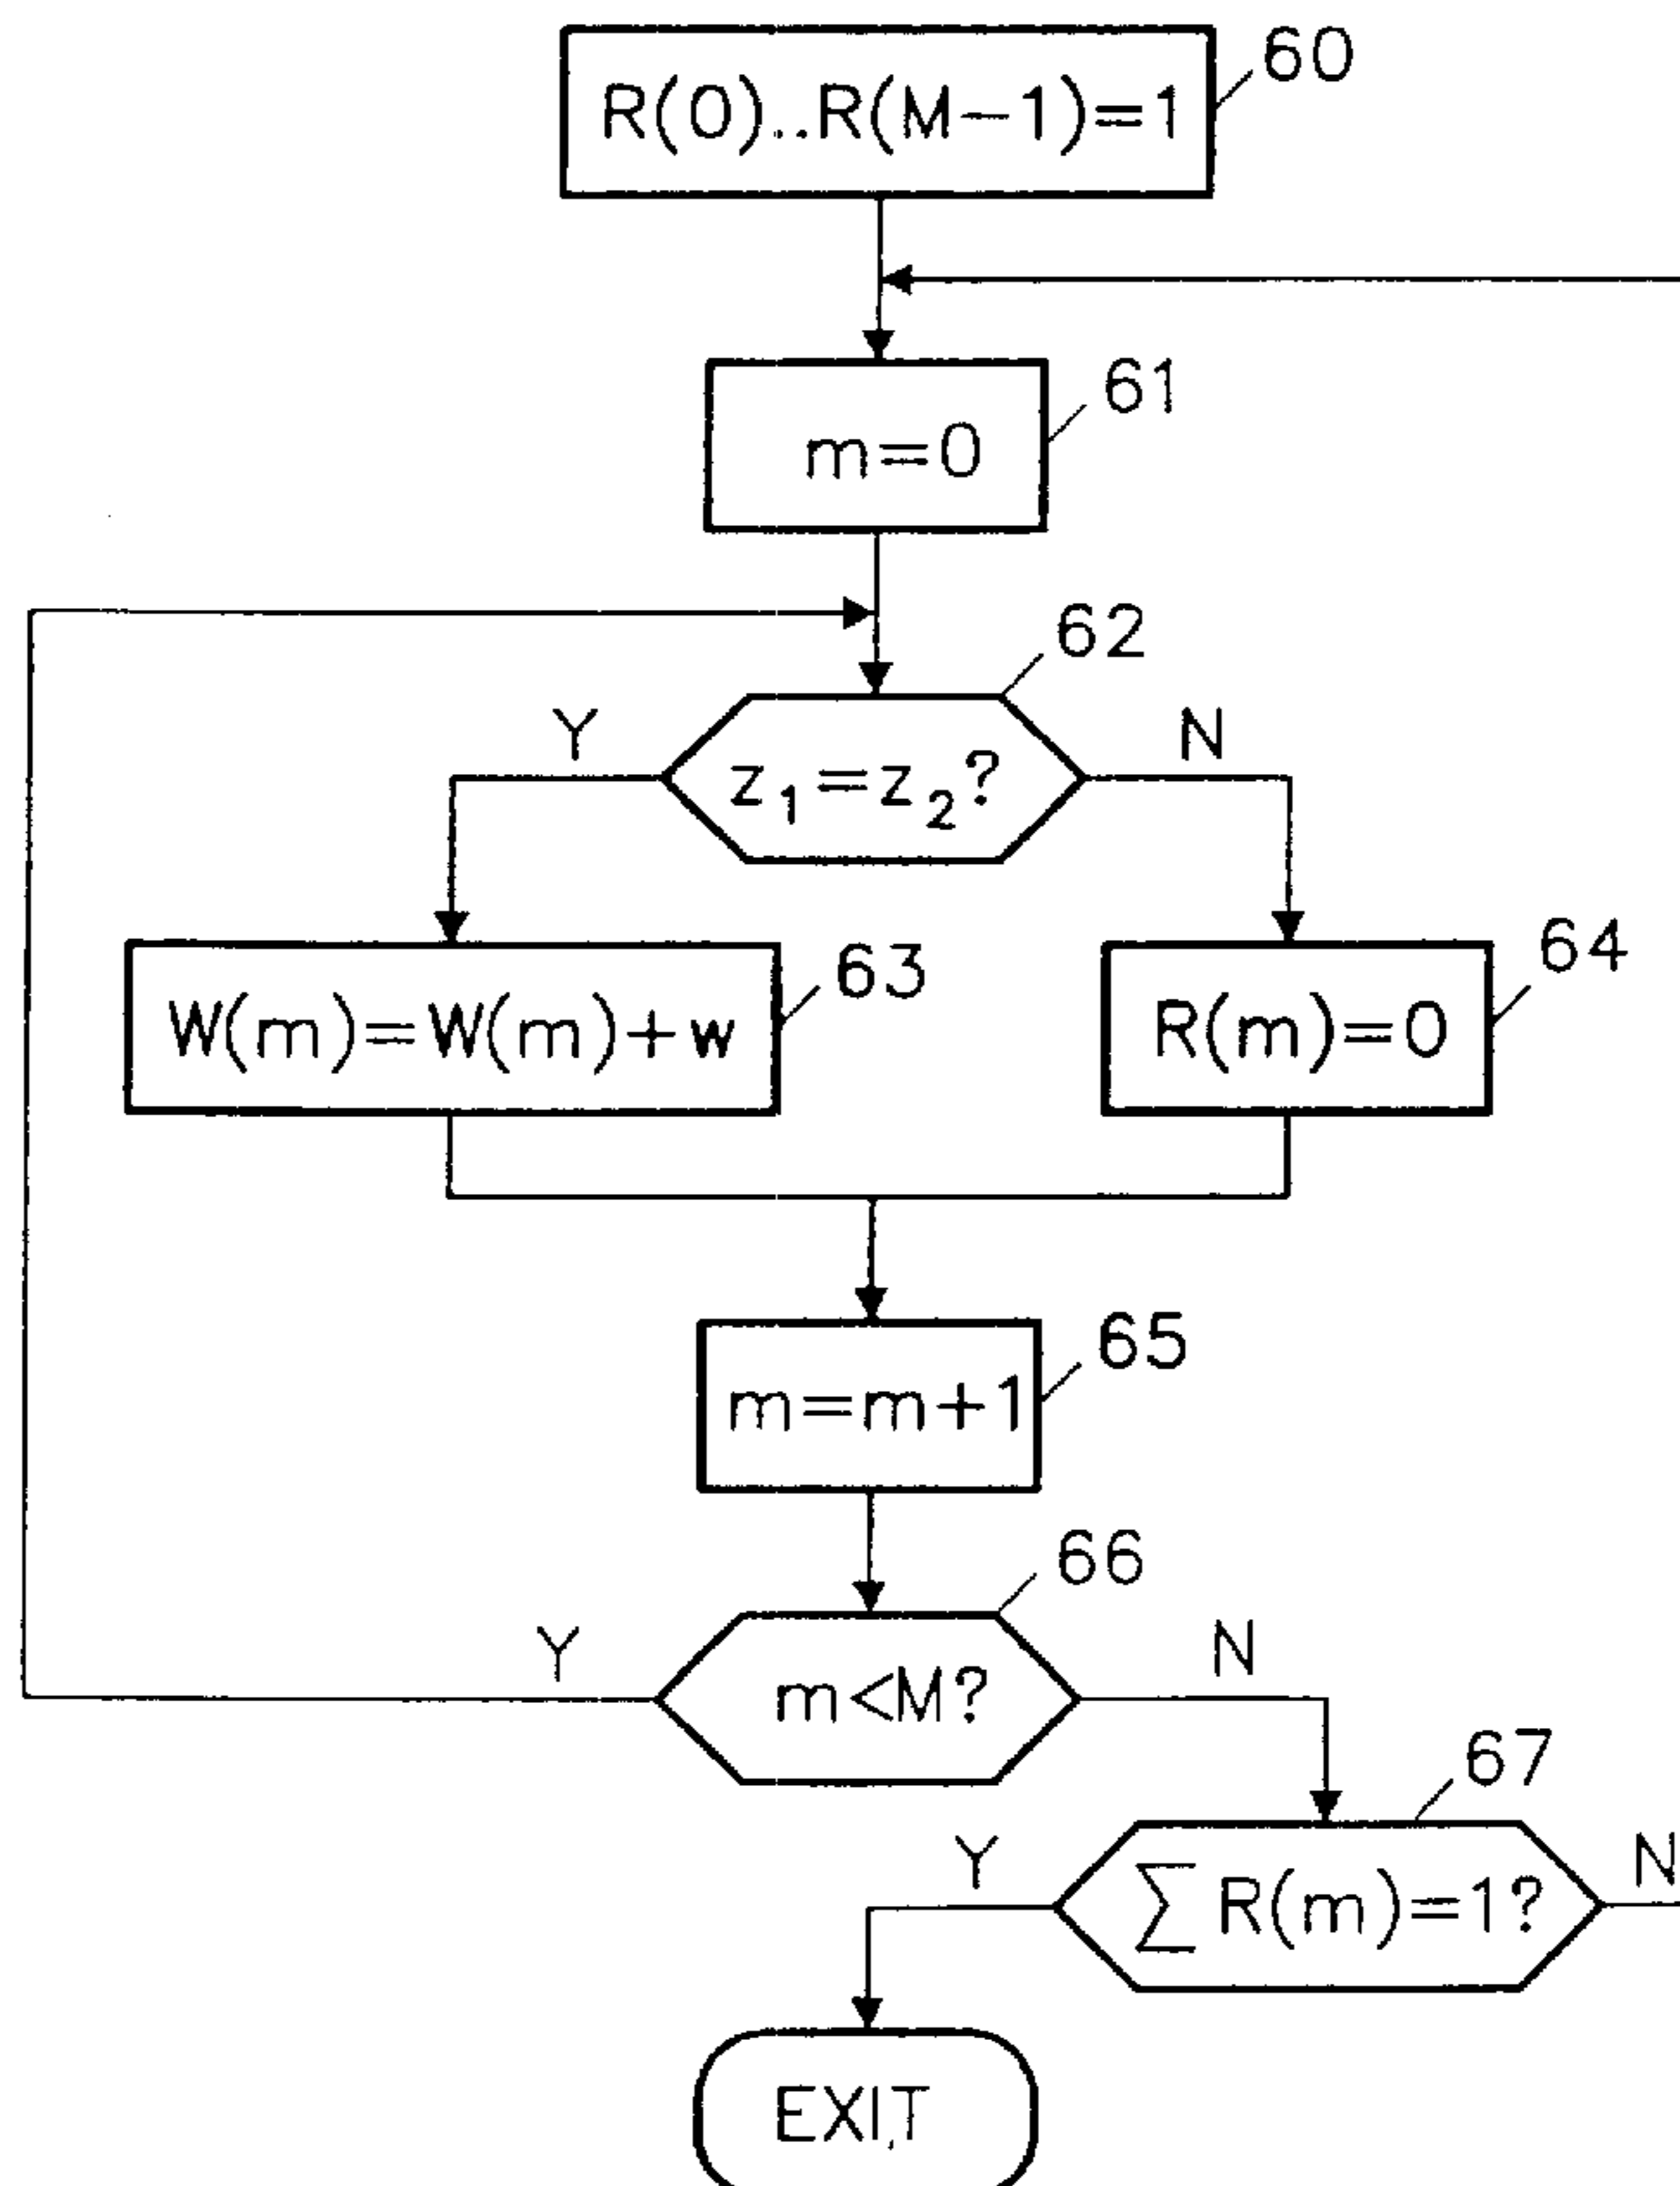 60
R(0)..R(M-1)=1
61
m=0
62
Y
N
z₁=z₂?
63
64
W(m)=W(m)+w
R(m)=0
65
m=m+1
66
Y
N
m<M?
67
Y
N
∑R(m)=1?
EXIT